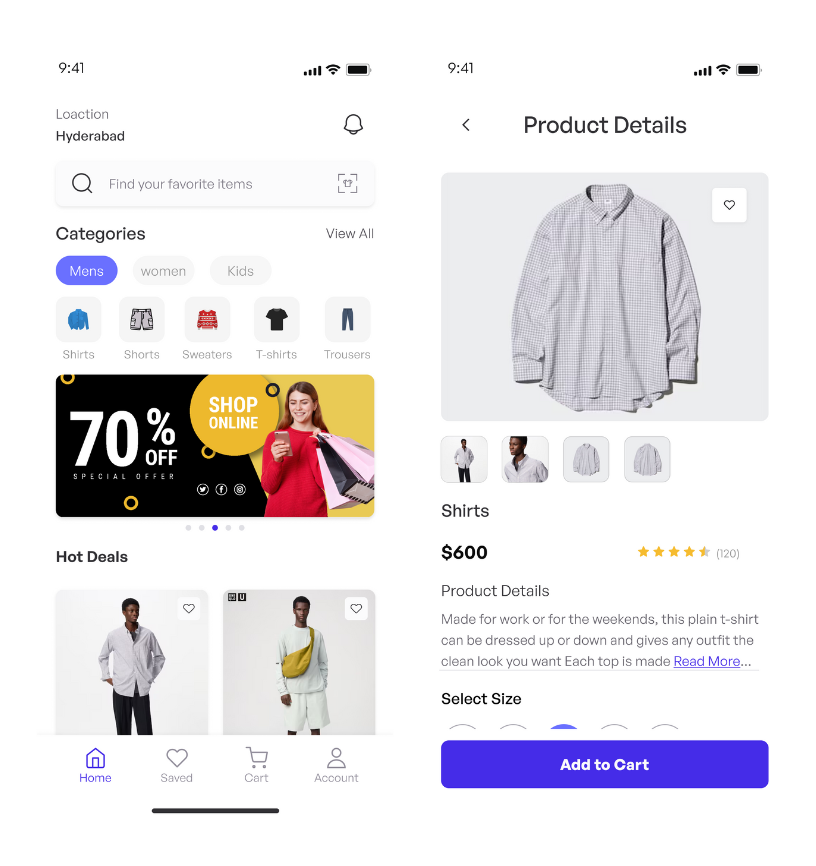 9:41
Loaction
Hyderabad
Find your favorite items
Categories
View All
Mens
women
Kids
Shirts
Shorts
Sweaters
T-shirts
Trousers
70%
OFF
SPECIAL OFFER
SHOP
ONLINE
Hot Deals
Home
Saved
Cart
Account
9:41
Product Details
Shirts
$600
(120)
Product Details
Made for work or for the weekends, this plain t-shirt
can be dressed up or down and gives any outfit the
clean look you want Each top is made Read More...
Select Size
Add to Cart